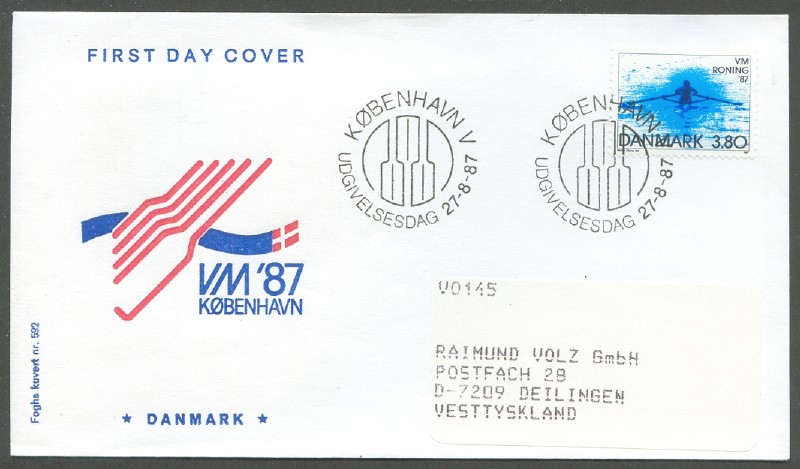 FIRST DAY COVER
VM
RONING
'87
DANMARK 3.80
KØBENHAVN V
UDGIVELSESDAG 27-8-87
KØBENHAVN V
UDGIVELSESDAG 27-8-87
VM '87
KØBENHAVN
V0145
RAIMUND VOLZ GmbH
POSTFACH 28
D-7209 DEILINGEN
VESTTYSKLAND
★ DANMARK ★
Foghs kuvert nr. 592